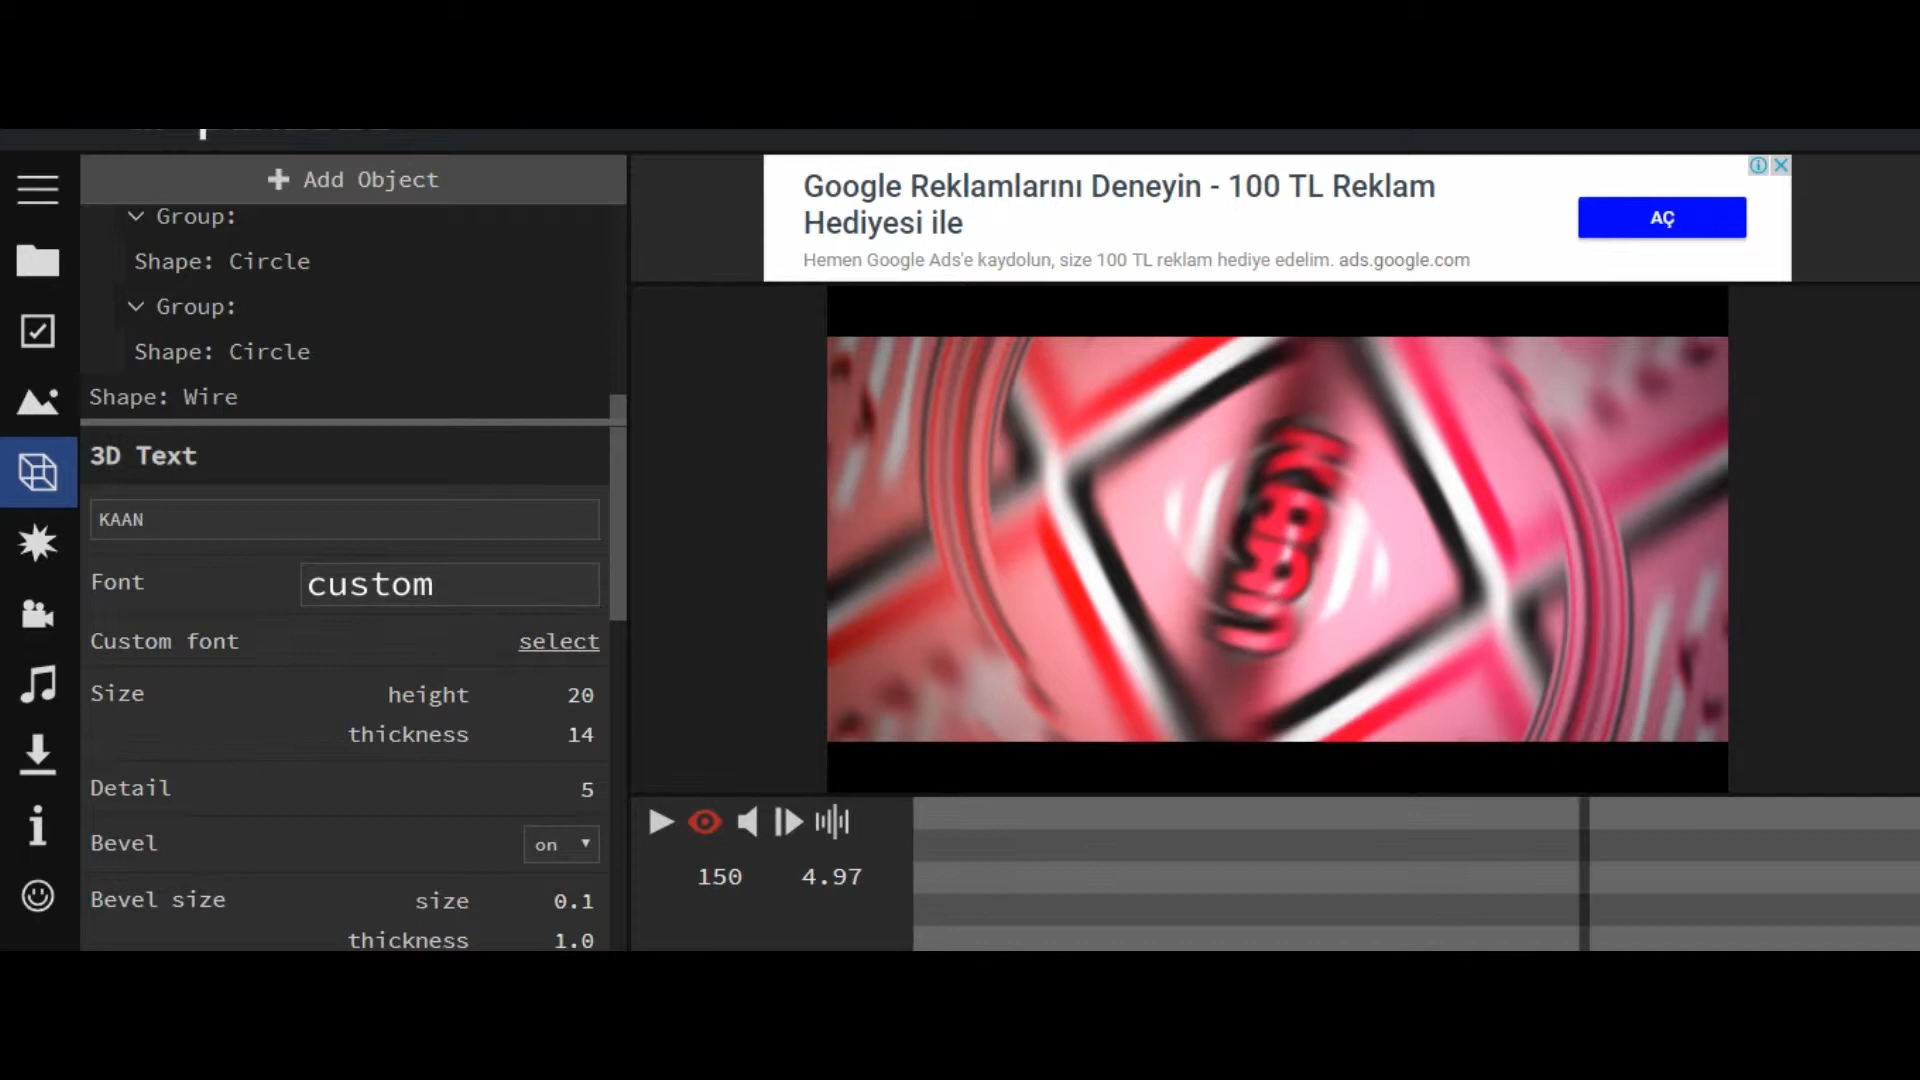 Add Object
Group:
Shape: Circle
Group:
Shape: Circle
Shape: Wire
3D Text
KAAN
Font custom
Custom font select
Size height 20
thickness 14
Detail 5
Bevel on
Bevel size size 0.1
thickness 1.0
Google Reklamlarını Deneyin - 100 TL Reklam
Hediyesi ile
Hemen Google Ads'e kaydolun, size 100 TL reklam hediye edelim. ads.google.com
AÇ
KAAN
150 4.97